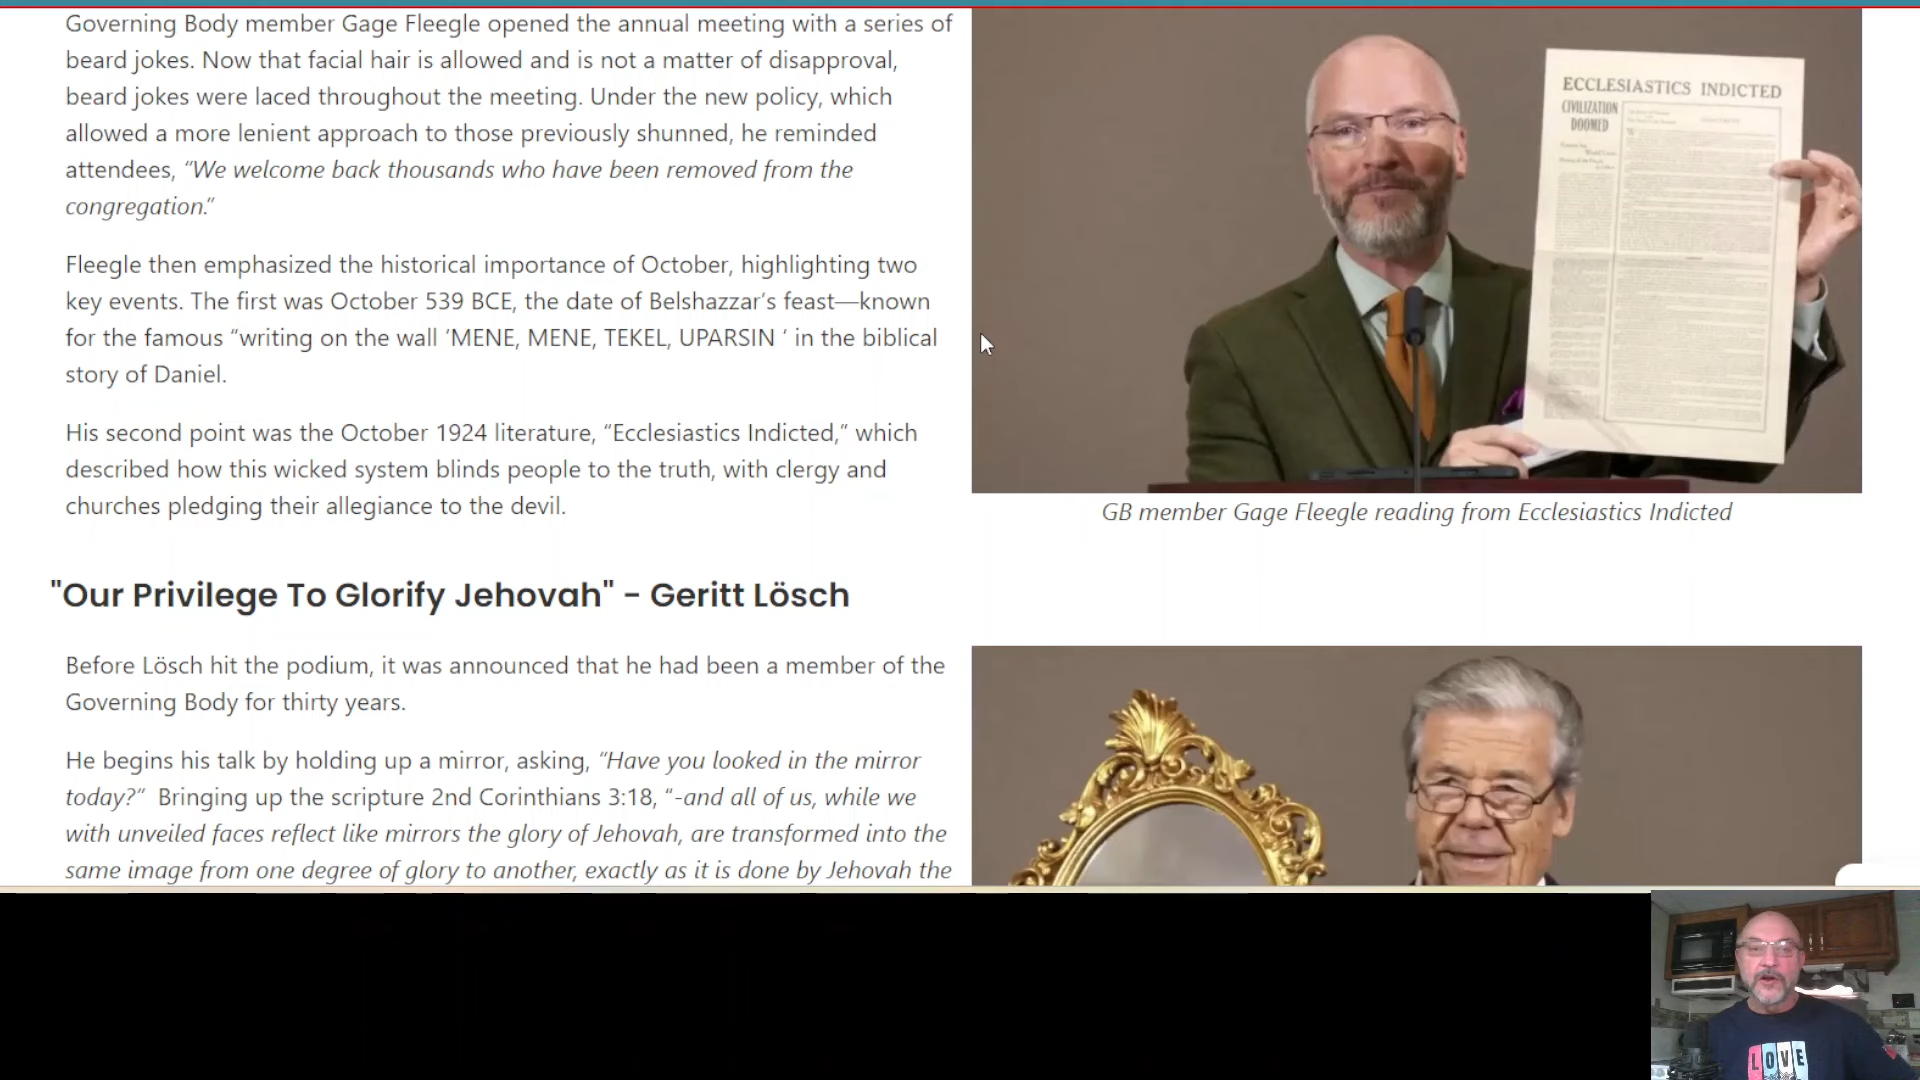 Governing Body member Gage Fleegle opened the annual meeting with a series of
beard jokes. Now that facial hair is allowed and is not a matter of disapproval,
beard jokes were laced throughout the meeting. Under the new policy, which
allowed a more lenient approach to those previously shunned, he reminded
attendees, “We welcome back thousands who have been removed from the
congregation.”
Fleegle then emphasized the historical importance of October, highlighting two
key events. The first was October 539 BCE, the date of Belshazzar’s feast—known
for the famous “writing on the wall ‘MENE, MENE, TEKEL, UPARSIN ‘ in the biblical
story of Daniel.
His second point was the October 1924 literature, “Ecclesiastics Indicted,” which
described how this wicked system blinds people to the truth, with clergy and
churches pledging their allegiance to the devil.
ECCLESIASTICS INDICTED
CIVILIZATION
DOOMED
GB member Gage Fleegle reading from Ecclesiastics Indicted
"Our Privilege To Glorify Jehovah" - Geritt Lösch
Before Lösch hit the podium, it was announced that he had been a member of the
Governing Body for thirty years.
He begins his talk by holding up a mirror, asking, “Have you looked in the mirror
today?” Bringing up the scripture 2nd Corinthians 3:18, “-and all of us, while we
with unveiled faces reflect like mirrors the glory of Jehovah, are transformed into the
same image from one degree of glory to another, exactly as it is done by Jehovah the
LOVE